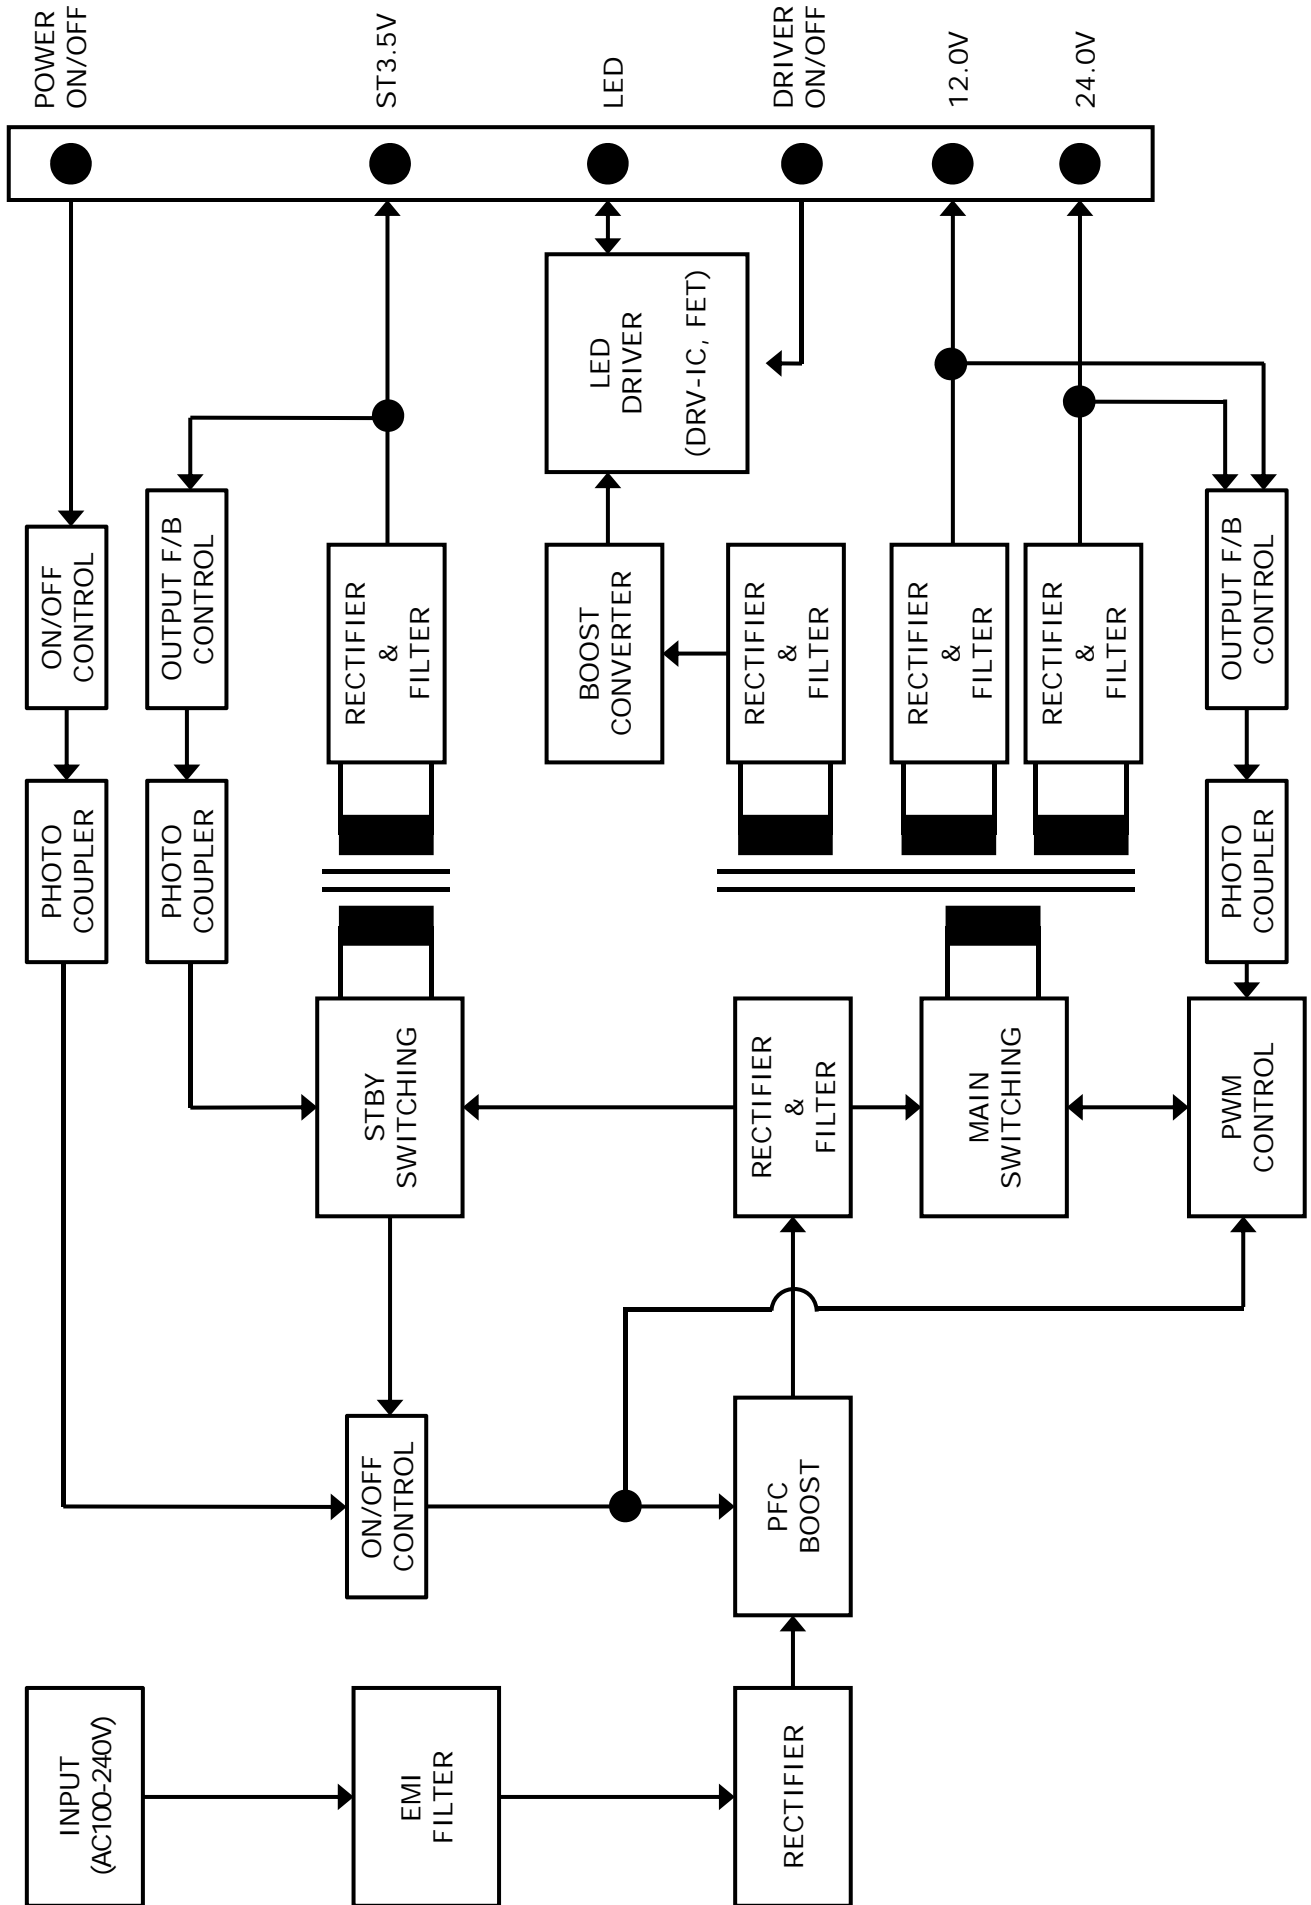 POWER
ON/OFF
ST3.5V
LED
DRIVER
ON/OFF
12.0V
24.0V
LED
DRIVER
(DRV-IC, FET)
ON/OFF
CONTROL
OUTPUT F/B
CONTROL
RECTIFIER
&
FILTER
BOOST
CONVERTER
RECTIFIER
&
FILTER
RECTIFIER
&
FILTER
RECTIFIER
&
FILTER
OUTPUT F/B
CONTROL
PHOTO
COUPLER
PHOTO
COUPLER
PHOTO
COUPLER
STBY
SWITCHING
RECTIFIER
&
FILTER
MAIN
SWITCHING
PWM
CONTROL
ON/OFF
CONTROL
PFC
BOOST
INPUT
(AC100-240V)
EMI
FILTER
RECTIFIER